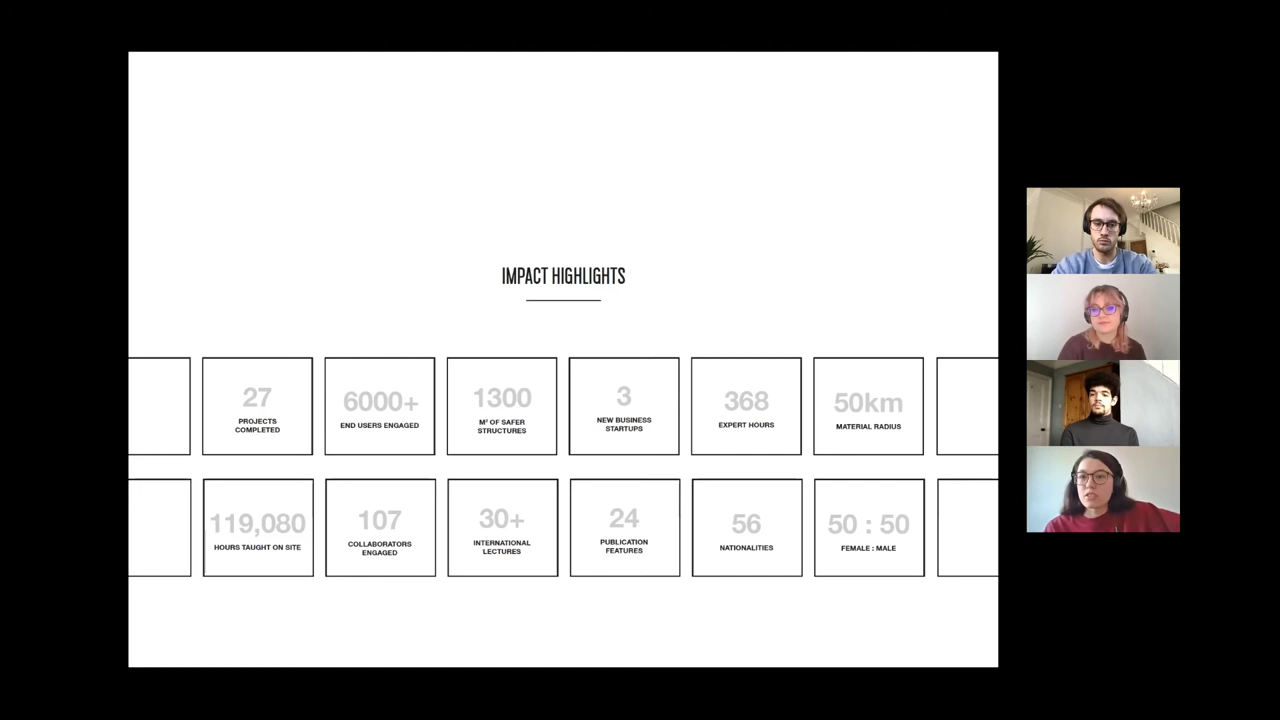 IMPACT HIGHLIGHTS
27
PROJECTS
COMPLETED
6000+
END USERS ENGAGED
1300
M² OF SAFER
STRUCTURES
3
NEW BUSINESS
STARTUPS
368
EXPERT HOURS
50km
MATERIAL RADIUS
119,080
HOURS TAUGHT ON SITE
107
COLLABORATORS
ENGAGED
30+
INTERNATIONAL
LECTURES
24
PUBLICATION
FEATURES
56
NATIONALITIES
50 : 50
FEMALE : MALE